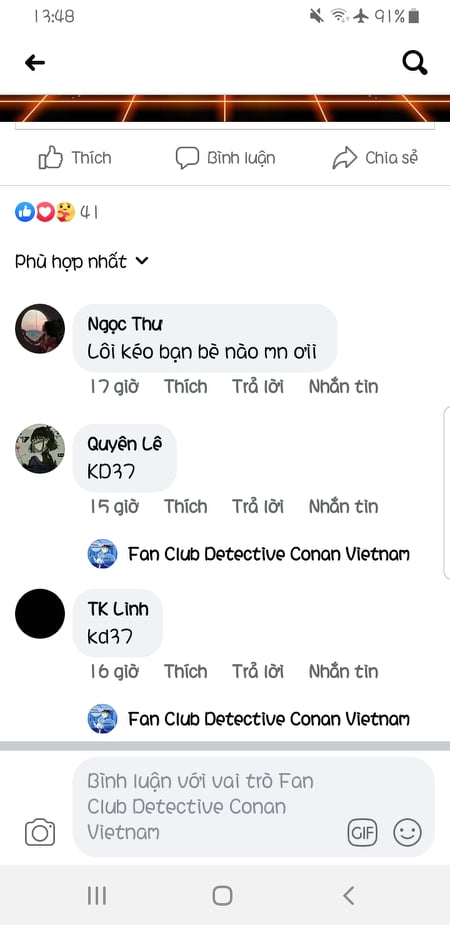 13:48
91%
Thích
Bình luận
Chia sẻ
41
Phù hợp nhất
Ngọc Thư
Lôi kéo bạn bè nào mn ơii
17 giờ Thích Trả lời Nhắn tin
Quyên Lê
KD37
15 giờ Thích Trả lời Nhắn tin
Fan Club Detective Conan Vietnam
TK Linh
kd37
16 giờ Thích Trả lời Nhắn tin
Fan Club Detective Conan Vietnam
Bình luận với vai trò Fan
Club Detective Conan
Vietnam
GIF